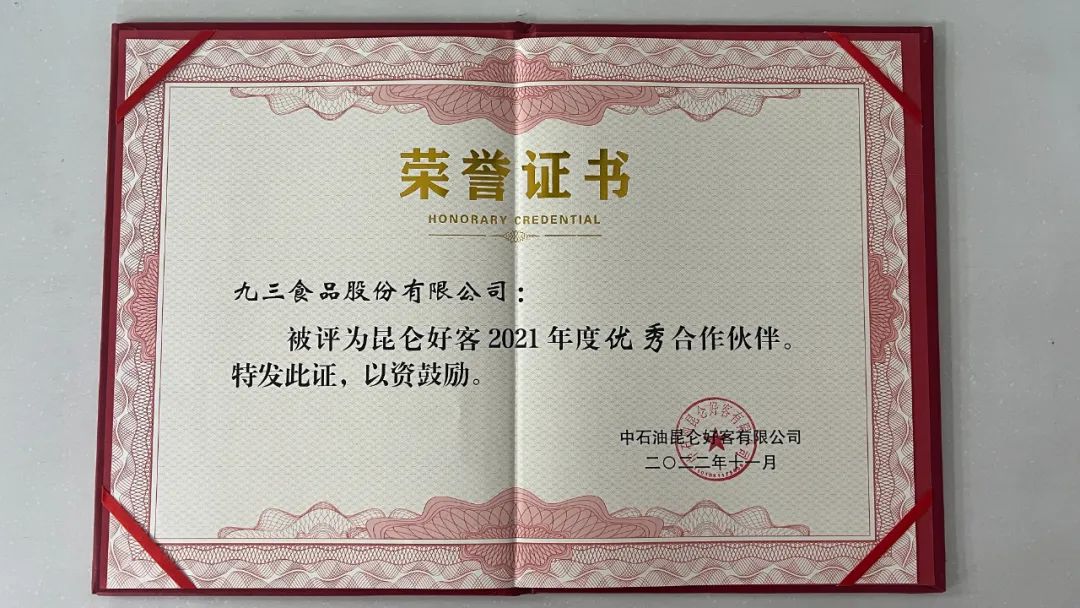 荣誉证书
HONORARY CREDENTIAL
九三食品股份有限公司：
被评为昆仑好客2021年度优秀合作伙伴。
特发此证，以资鼓励。
中石油昆仑好客有限公司
二〇二二年十一月